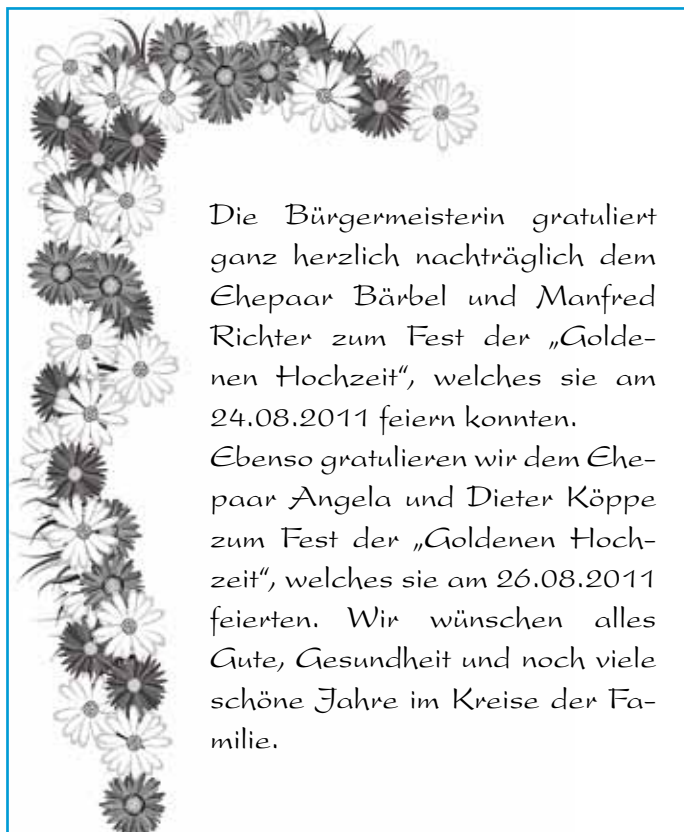 Die Bürgermeisterin gratuliert
ganz herzlich nachträglich dem
Ehepaar Bärbel und Manfred
Richter zum Fest der „Golde-
nen Hochzeit“, welches sie am
24.08.2011 feiern konnten.
Ebenso gratulieren wir dem Ehe-
paar Angela und Dieter Köppe
zum Fest der „Goldenen Hoch-
zeit“, welches sie am 26.08.2011
feierten. Wir wünschen alles
Gute, Gesundheit und noch viele
schöne Jahre im Kreise der Fa-
milie.